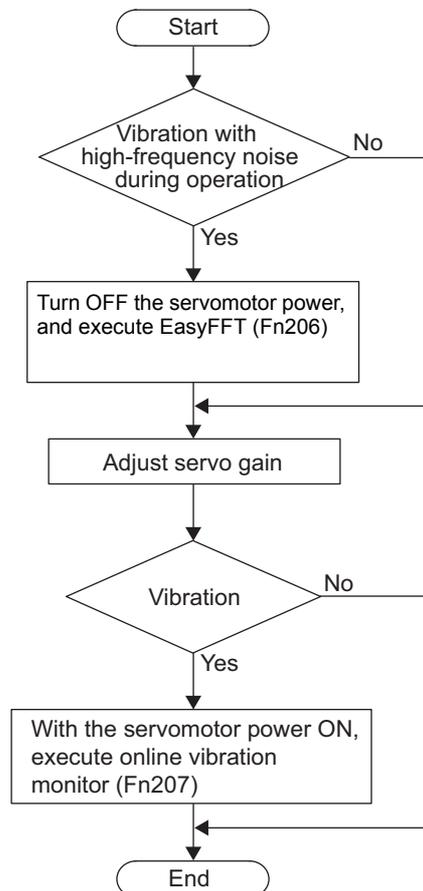 Start
Vibration with
high-frequency noise
during operation
No
Yes
Turn OFF the servomotor power,
and execute EasyFFT (Fn206)
Adjust servo gain
Vibration
No
Yes
With the servomotor power ON,
execute online vibration
monitor (Fn207)
End